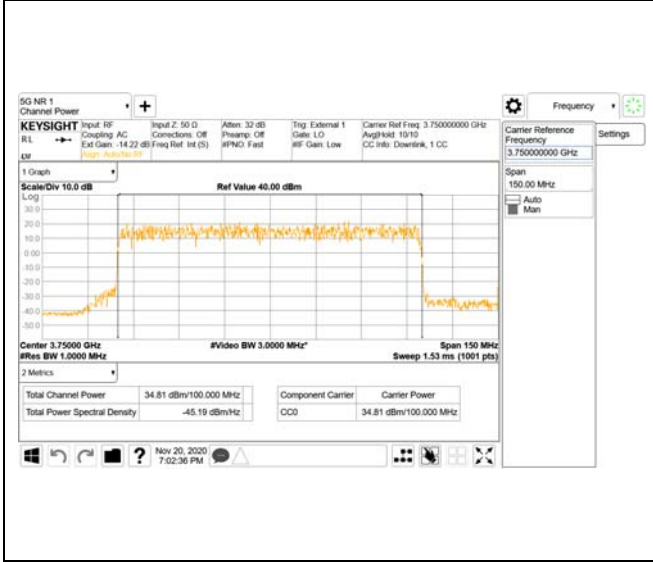 5G NR 1
Channel Power
Frequency
KEYSIGHT
RL
Input: RF
Coupling: AC
Ext Gain: -14.22 dB
Align: Auto/No RF
Input Z: 50 Ω
Corrections: Off
Freq Ref: Int (S)
Atten: 32 dB
Preamp: Off
#PNO: Fast
Trig: External 1
Gate: LO
#IF Gain: Low
Carrier Ref Freq: 3.750000000 GHz
Avg|Hold: 10/10
CC Info: Downlink, 1 CC
Carrier Reference
Frequency
3.750000000 GHz
Settings
Span
150.00 MHz
Auto
Man
1 Graph
Scale/Div 10.0 dB
Ref Value 40.00 dBm
Log
30.0
20.0
10.0
0.00
-10.0
-20.0
-30.0
-40.0
-50.0
Center 3.75000 GHz
#Video BW 3.0000 MHz*
Span 150 MHz
#Res BW 1.0000 MHz
Sweep 1.53 ms (1001 pts)
2 Metrics
Total Channel Power
34.81 dBm/100.000 MHz
Total Power Spectral Density
-45.19 dBm/Hz
Component Carrier
Carrier Power
CC0
34.81 dBm/100.000 MHz
?
Nov 20, 2020
7:02:36 PM